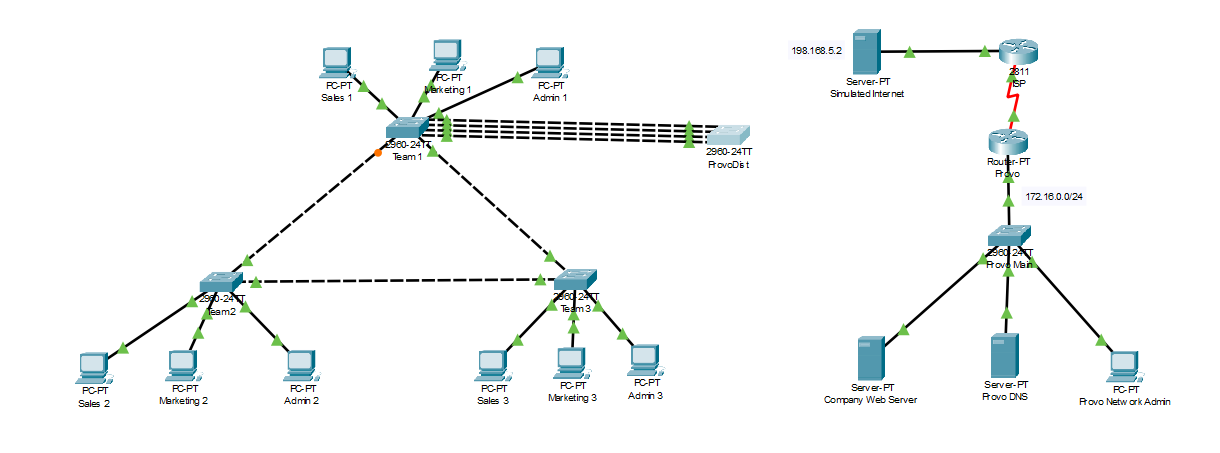 PC-PT
Sales 1
PC-PT
Marketing 1
PC-PT
Admin 1
2960-24TT
Team 1
2960-24TT
ProvoDist
2960-24TT
Team2
2960-24TT
Team 3
PC-PT
Sales 2
PC-PT
Marketing 2
PC-PT
Admin 2
PC-PT
Sales 3
PC-PT
Marketing 3
PC-PT
Admin 3
198.168.5.2
Server-PT
Simulated Internet
2811
ISP
Router-PT
Provo
172.16.0.0/24
2960-24TT
Provo Main
Server-PT
Company Web Server
Server-PT
Provo DNS
PC-PT
Provo Network Admin